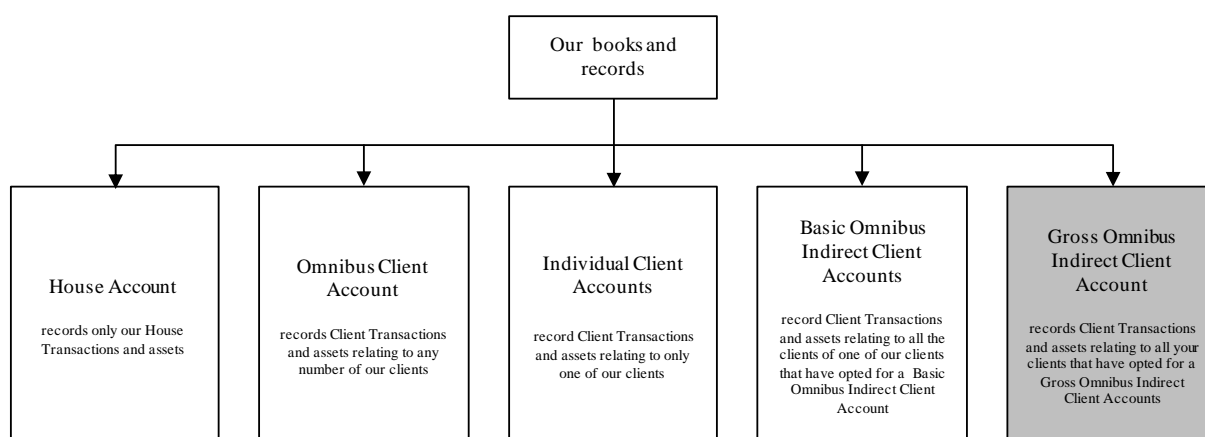 Our books and
records
House Account
records only our House
Transactions and assets
Omnibus Client
Account
records Client Transactions
and assets relating to any
number of our clients
Individual Client
Accounts
record Client Transactions
and assets relating to only
one of our clients
Basic Omnibus
Indirect Client
Accounts
record Client Transactions
and assets relating to all the
clients of one of our clients
that have opted for a Basic
Omnibus Indirect Client
Account
Gross Omnibus
Indirect Client
Account
records Client Transactions
and assets relating to all your
clients that have opted for a
Gross Omnibus Indirect
Client Accounts